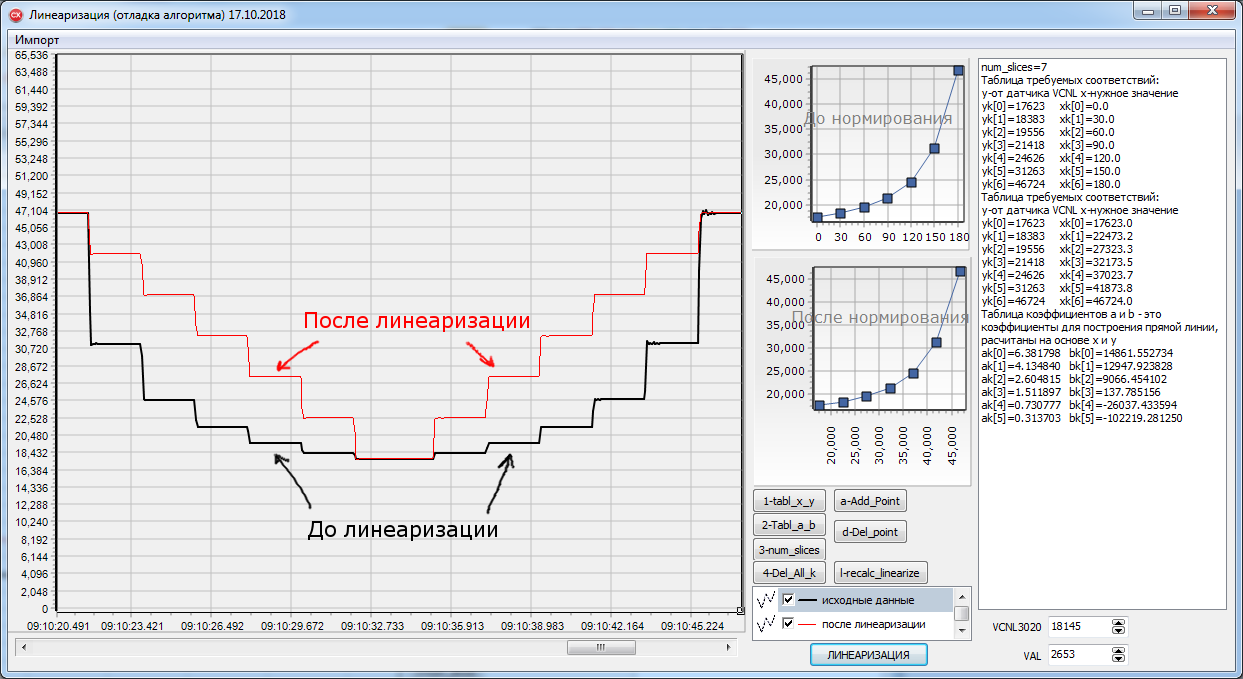 Линеаризация (отладка алгоритма) 17.10.2018
Импорт
65,536
63,488
61,440
59,392
57,344
55,296
53,248
51,200
49,152
47,104
45,056
43,008
40,960
38,912
36,864
34,816
32,768
30,720
28,672
26,624
24,576
22,528
20,480
18,432
16,384
14,336
12,288
10,240
8,192
6,144
4,096
2,048
0
После линеаризации
До линеаризации
09:10:20.491 09:10:23.421 09:10:26.492 09:10:29.672 09:10:32.733 09:10:35.913 09:10:38.983 09:10:42.164 09:10:45.224
До нормирования
45,000
40,000
35,000
30,000
25,000
20,000
0 30 60 90 120 150 180
После нормирования
45,000
40,000
35,000
30,000
25,000
20,000
20,000 25,000 30,000 35,000 40,000 45,000
1-tabl_x_y a-Add_Point
2-Tabl_a_b d-Del_point
3-num_slices
4-Del_All_k l-recalc_linearize
исходные данные
после линеаризации
ЛИНЕАРИЗАЦИЯ
num_slices=7
Таблица требуемых соответствий:
y-от датчика VCNL x-нужное значение
yk[0]=17623 xk[0]=0.0
yk[1]=18383 xk[1]=30.0
yk[2]=19556 xk[2]=60.0
yk[3]=21418 xk[3]=90.0
yk[4]=24626 xk[4]=120.0
yk[5]=31263 xk[5]=150.0
yk[6]=46724 xk[6]=180.0
Таблица требуемых соответствий:
y-от датчика VCNL x-нужное значение
yk[0]=17623 xk[0]=17623.0
yk[1]=18383 xk[1]=22473.2
yk[2]=19556 xk[2]=27323.3
yk[3]=21418 xk[3]=32173.5
yk[4]=24626 xk[4]=37023.7
yk[5]=31263 xk[5]=41873.8
yk[6]=46724 xk[6]=46724.0
Таблица коэффициентов a и b - это
коэффициенты для построения прямой линии,
расчитаны на основе x и y
ak[0]=6.381798 bk[0]=14861.552734
ak[1]=4.134840 bk[1]=12947.923828
ak[2]=2.604815 bk[2]=9066.454102
ak[3]=1.511897 bk[3]=137.785156
ak[4]=0.730777 bk[4]=-26037.433594
ak[5]=0.313703 bk[5]=-102219.281250
VCNL3020 18145
VAL 2653